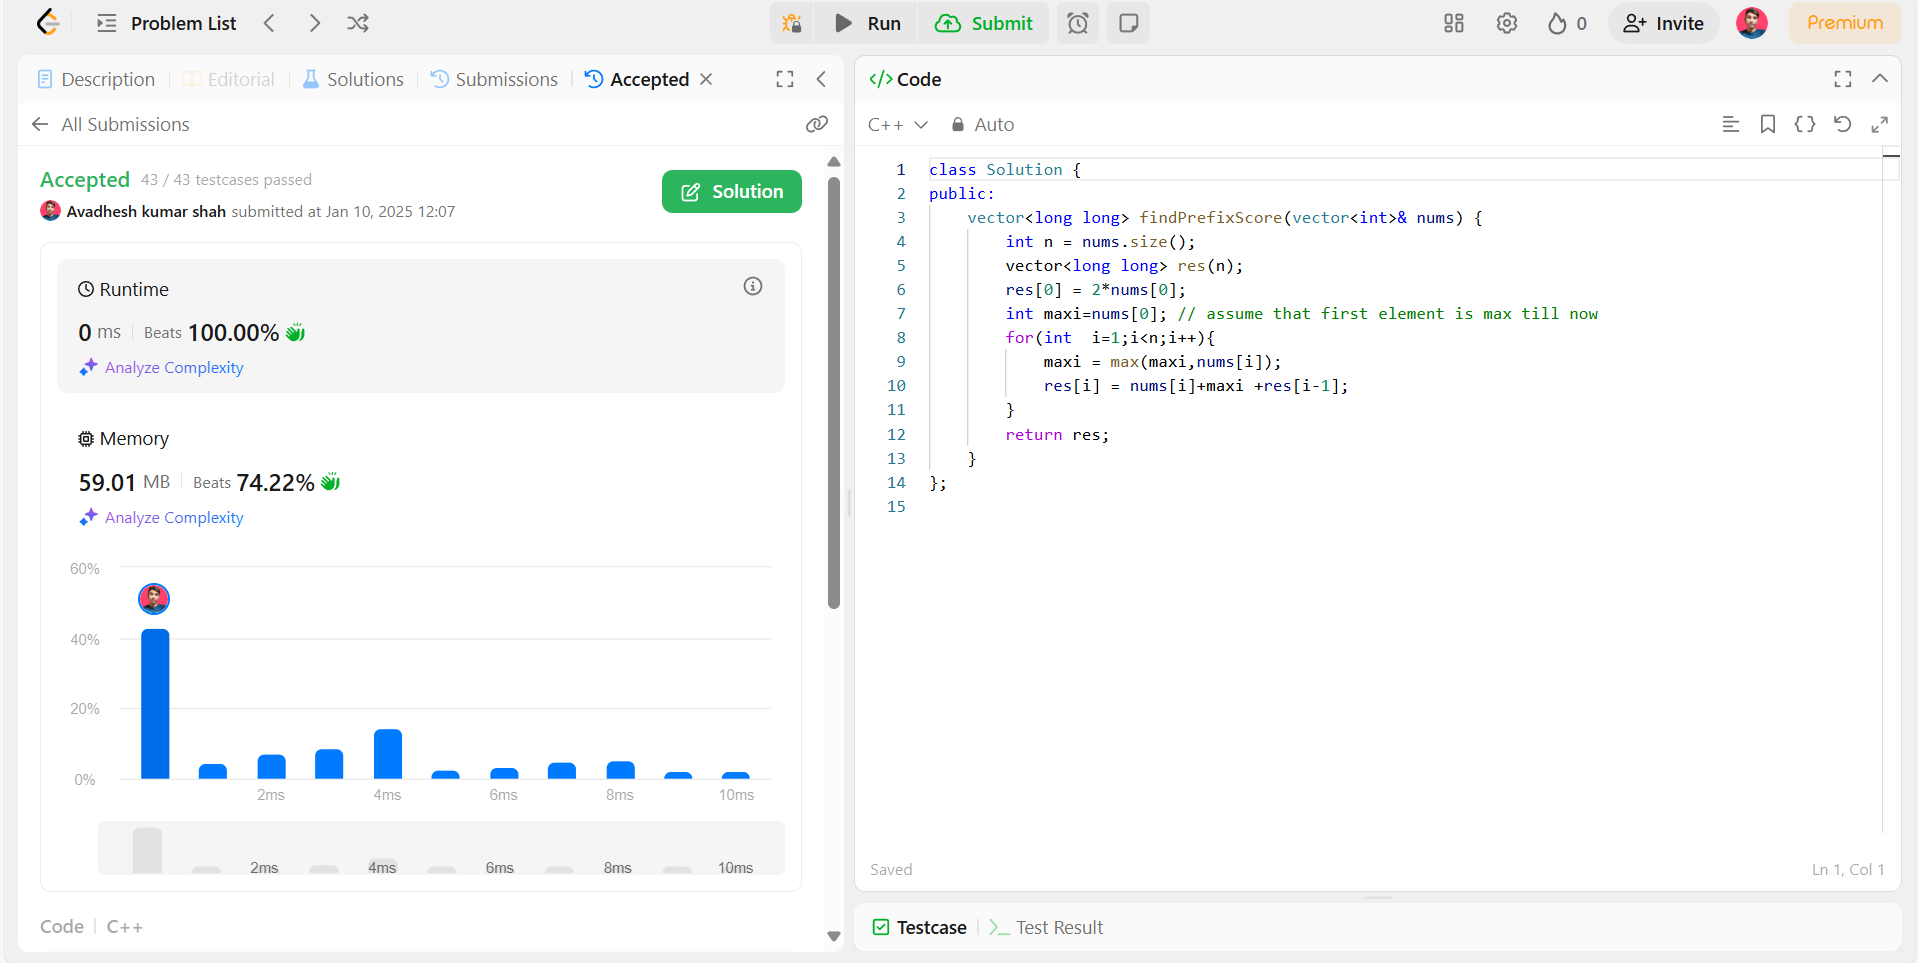 Problem List
Run
Submit
0
Invite
Premium
Description
Editorial
Solutions
Submissions
Accepted
All Submissions
Accepted 43 / 43 testcases passed
Avadhesh kumar shah submitted at Jan 10, 2025 12:07
Solution
Runtime
0 ms Beats 100.00%
Analyze Complexity
Memory
59.01 MB Beats 74.22%
Analyze Complexity
60%
40%
20%
0%
2ms 4ms 6ms 8ms 10ms
2ms 4ms 6ms 8ms 10ms
Code C++
</> Code
C++ Auto
1 class Solution {
2 public:
3 vector<long long> findPrefixScore(vector<int>& nums) {
4 int n = nums.size();
5 vector<long long> res(n);
6 res[0] = 2*nums[0];
7 int maxi=nums[0]; // assume that first element is max till now
8 for(int  i=1;i<n;i++){
9 maxi = max(maxi,nums[i]);
10 res[i] = nums[i]+maxi +res[i-1];
11 }
12 return res;
13 }
14 };
15
Saved
Ln 1, Col 1
Testcase
Test Result